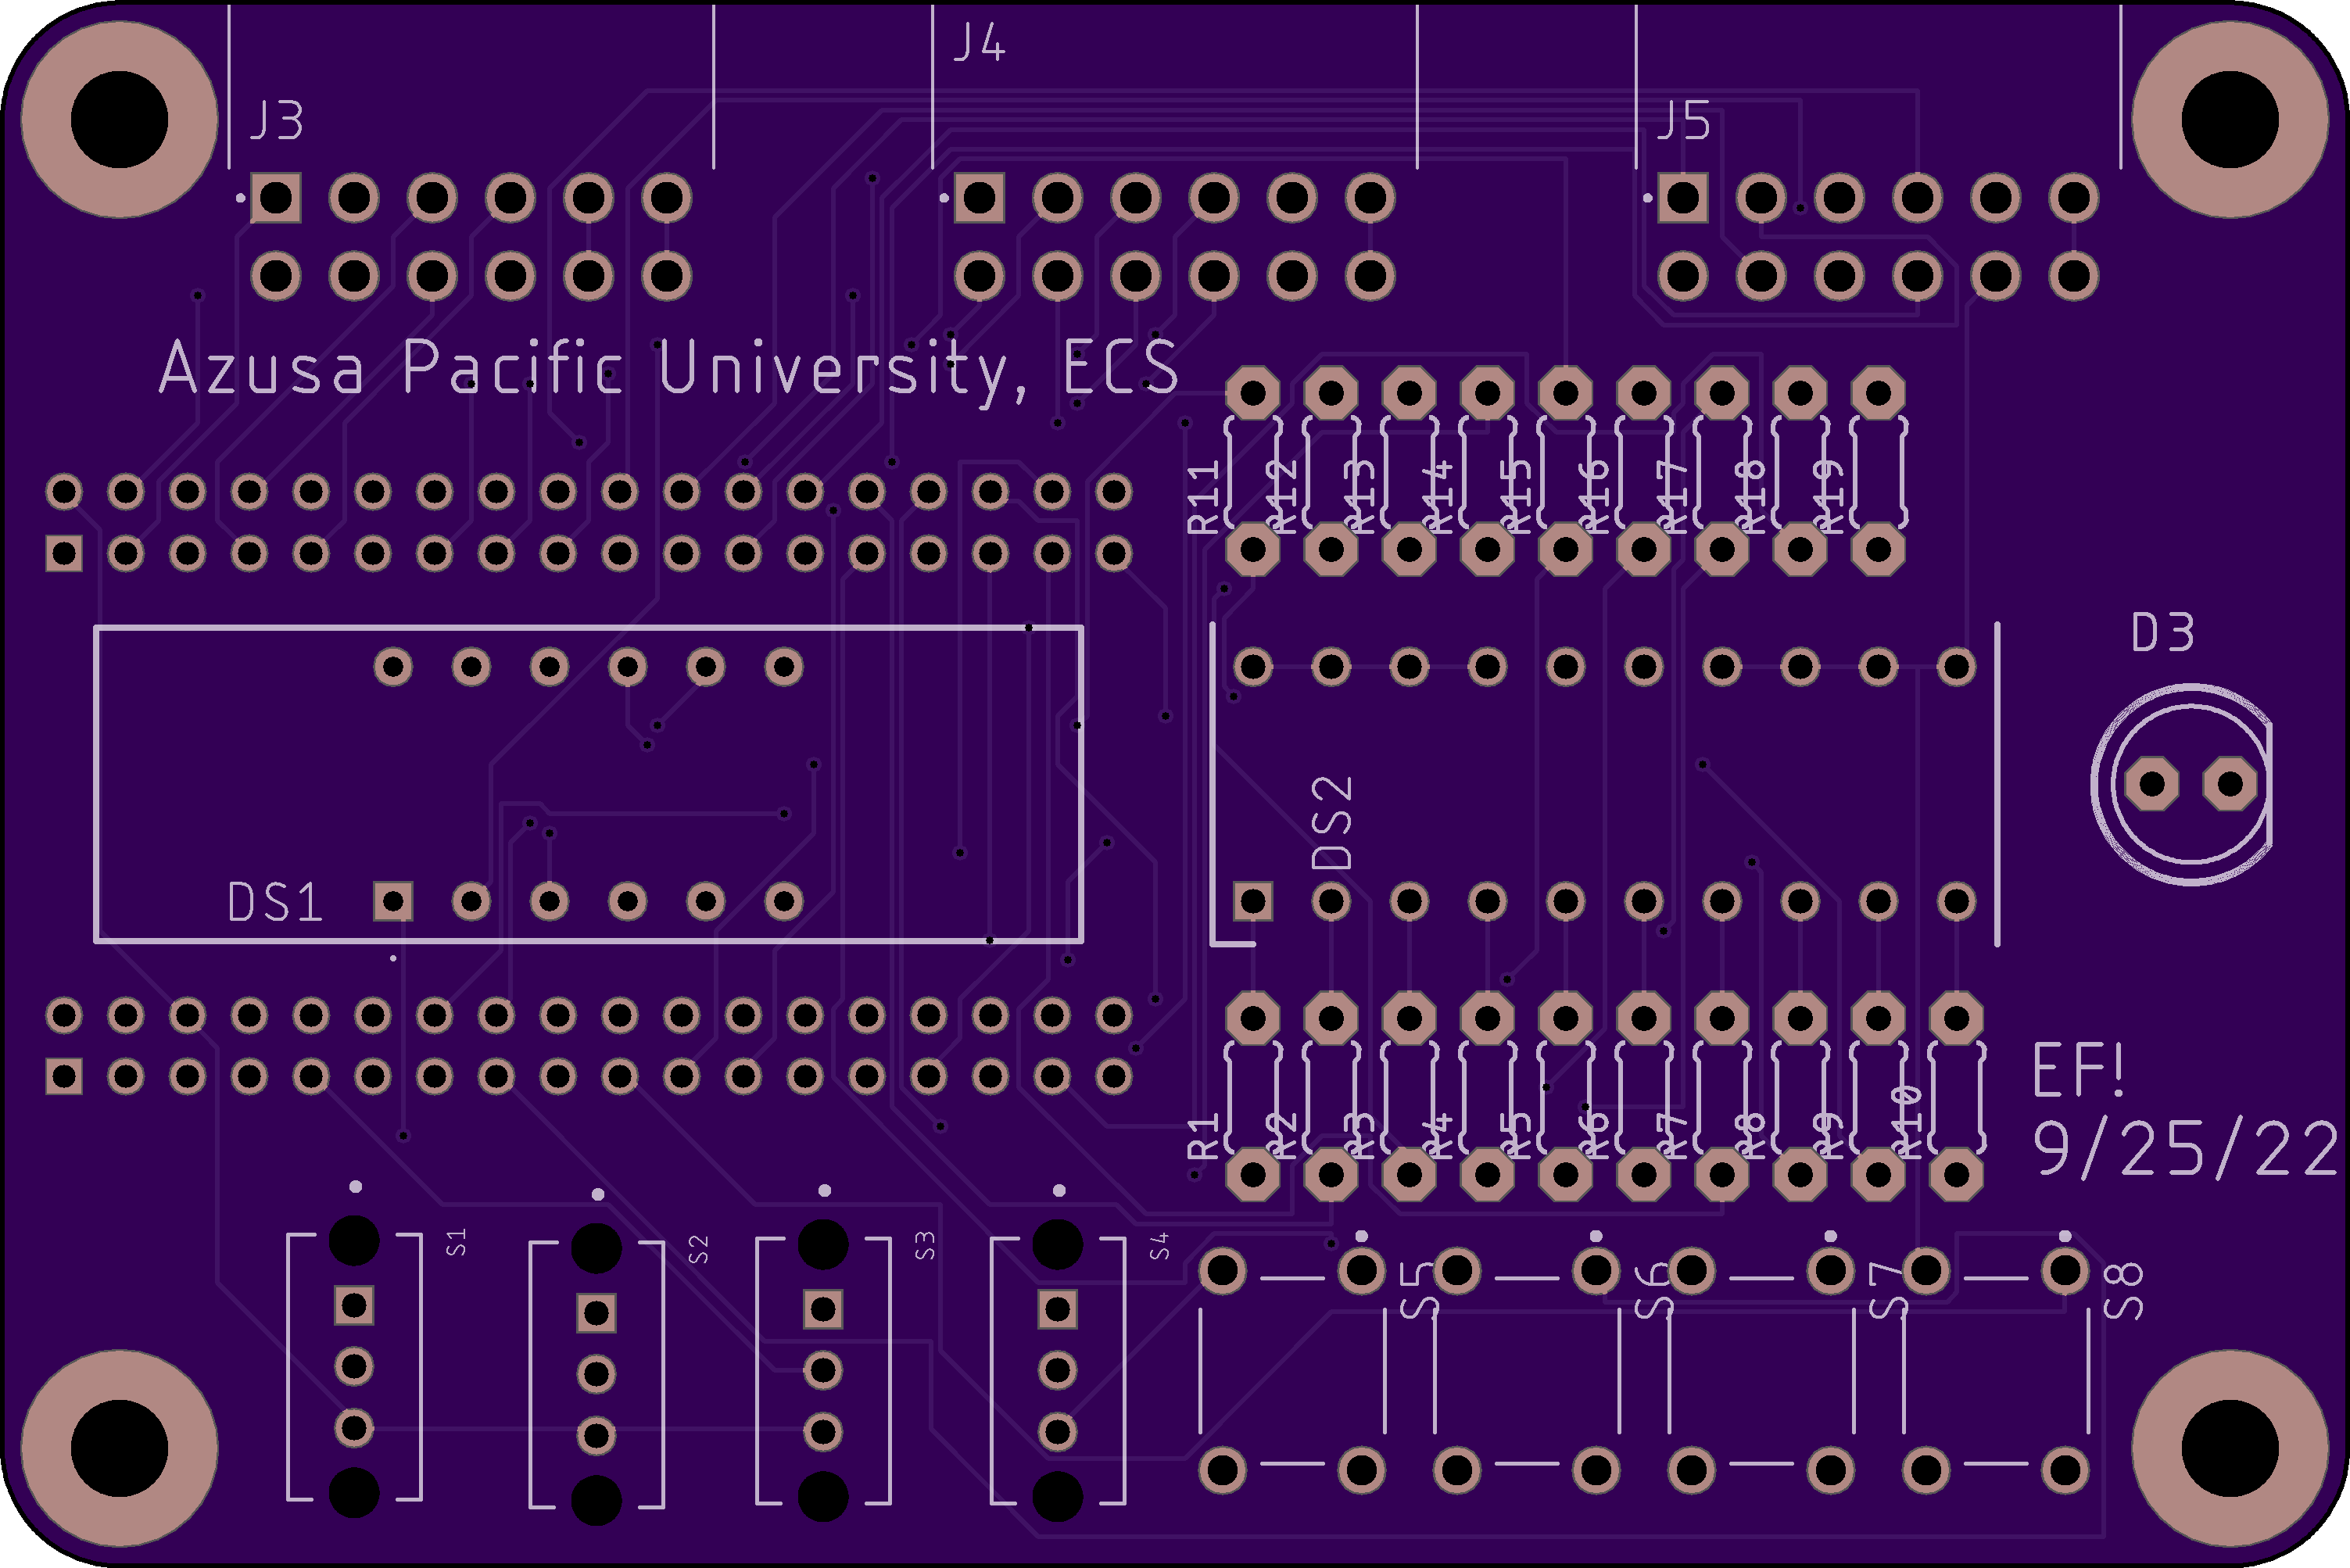 J4
J3
J5
Azusa Pacific University, ECS
R11
R12
R13
R14
R15
R16
R17
R18
R19
D3
DS2
DS1
EF!
9/25/22
R1
R2
R3
R4
R5
R6
R7
R8
R9
R10
S1
S2
S3
S4
S5
S6
S7
S8